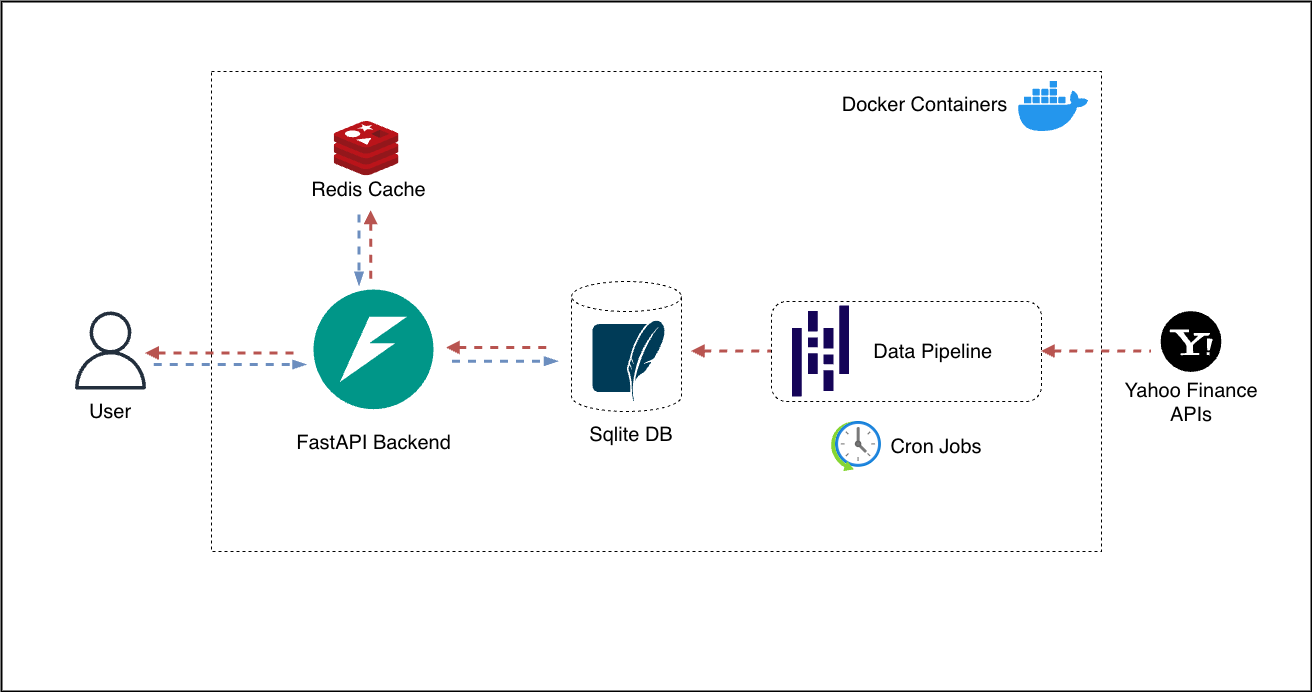 Docker Containers
Redis Cache
User
FastAPI Backend
Sqlite DB
Data Pipeline
Cron Jobs
Y!
Yahoo Finance
APIs